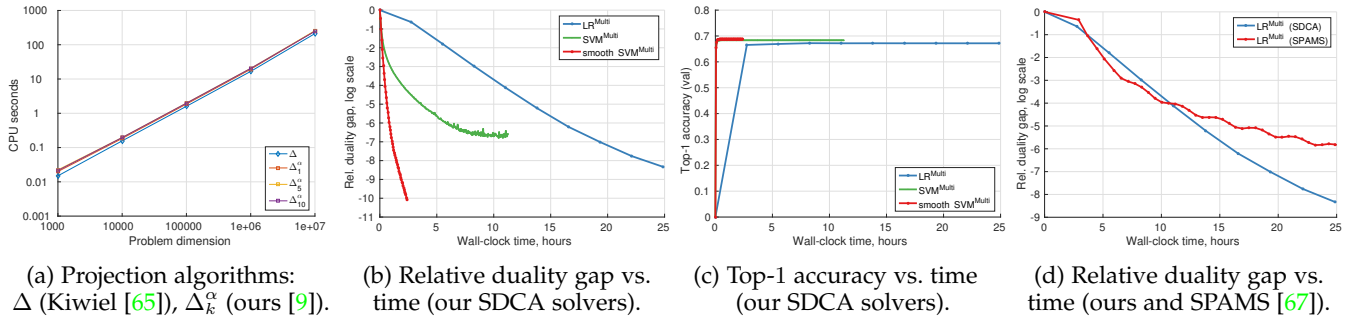 1000
100
10
1
0.1
0.01
0.001
CPU seconds
1000
10000
100000
1e+06
1e+07
Problem dimension
Δ
Δ₁^α
Δ₅^α
Δ₁₀^α
(a) Projection algorithms:
Δ (Kiwiel [65]), Δₖ^α (ours [9]).
0
-1
-2
-3
-4
-5
-6
-7
-8
-9
-10
-11
Rel. duality gap, log scale
0
5
10
15
20
25
Wall-clock time, hours
LR^Multi
SVM^Multi
smooth SVM^Multi
(b) Relative duality gap vs.
time (our SDCA solvers).
0.8
0.7
0.6
0.5
0.4
0.3
0.2
0.1
0
Top-1 accuracy (val)
0
5
10
15
20
25
Wall-clock time, hours
LR^Multi
SVM^Multi
smooth SVM^Multi
(c) Top-1 accuracy vs. time
(our SDCA solvers).
0
-1
-2
-3
-4
-5
-6
-7
-8
-9
Rel. duality gap, log scale
0
5
10
15
20
25
Wall-clock time, hours
LR^Multi (SDCA)
LR^Multi (SPAMS)
(d) Relative duality gap vs.
time (ours and SPAMS [67]).